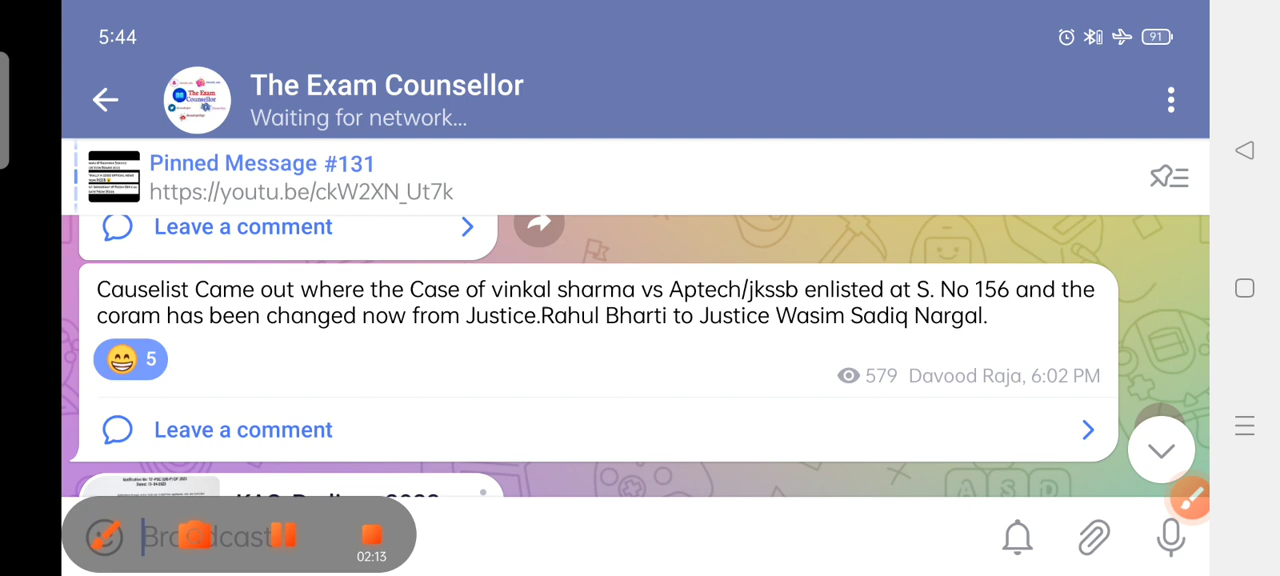 5:44
91
The Exam Counsellor
Waiting for network...
Pinned Message #131
https://youtu.be/ckW2XN_Ut7k
Leave a comment
Causelist Came out where the Case of vinkal sharma vs Aptech/jkssb enlisted at S. No 156 and the
coram has been changed now from Justice.Rahul Bharti to Justice Wasim Sadiq Nargal.
5
579 Davood Raja, 6:02 PM
Leave a comment
Broadcast
02:13